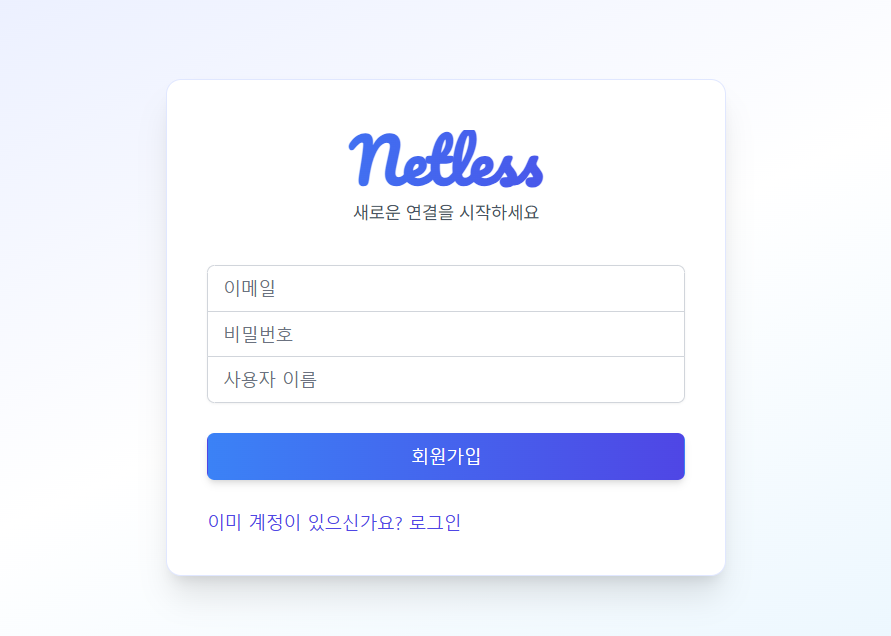 Netless
새로운 연결을 시작하세요
이메일
비밀번호
사용자 이름
회원가입
이미 계정이 있으신가요? 로그인